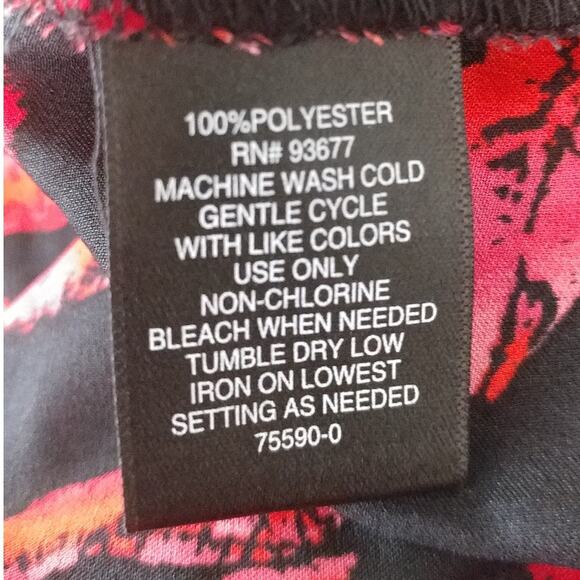 100%POLYESTER
RN# 93677
MACHINE WASH COLD
GENTLE CYCLE
WITH LIKE COLORS
USE ONLY
NON-CHLORINE
BLEACH WHEN NEEDED
TUMBLE DRY LOW
IRON ON LOWEST
SETTING AS NEEDED
75590-0